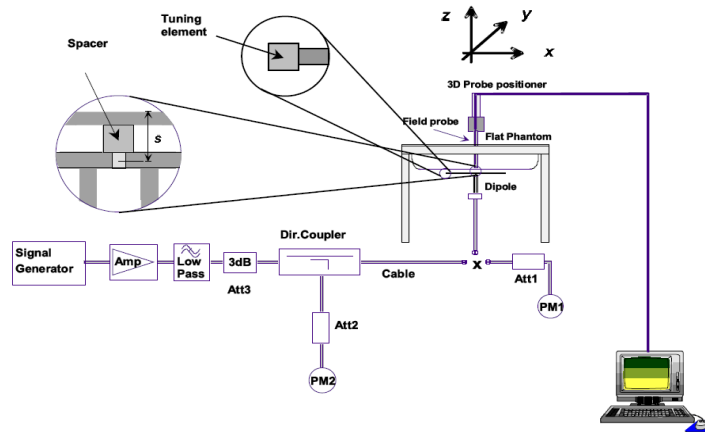 Tuning
element
Spacer
s
z
y
x
3D Probe positioner
Field probe
Flat Phantom
Dipole
Signal
Generator
Amp
Low
Pass
3dB
Att3
Dir.Coupler
Cable
x
Att1
PM1
Att2
PM2